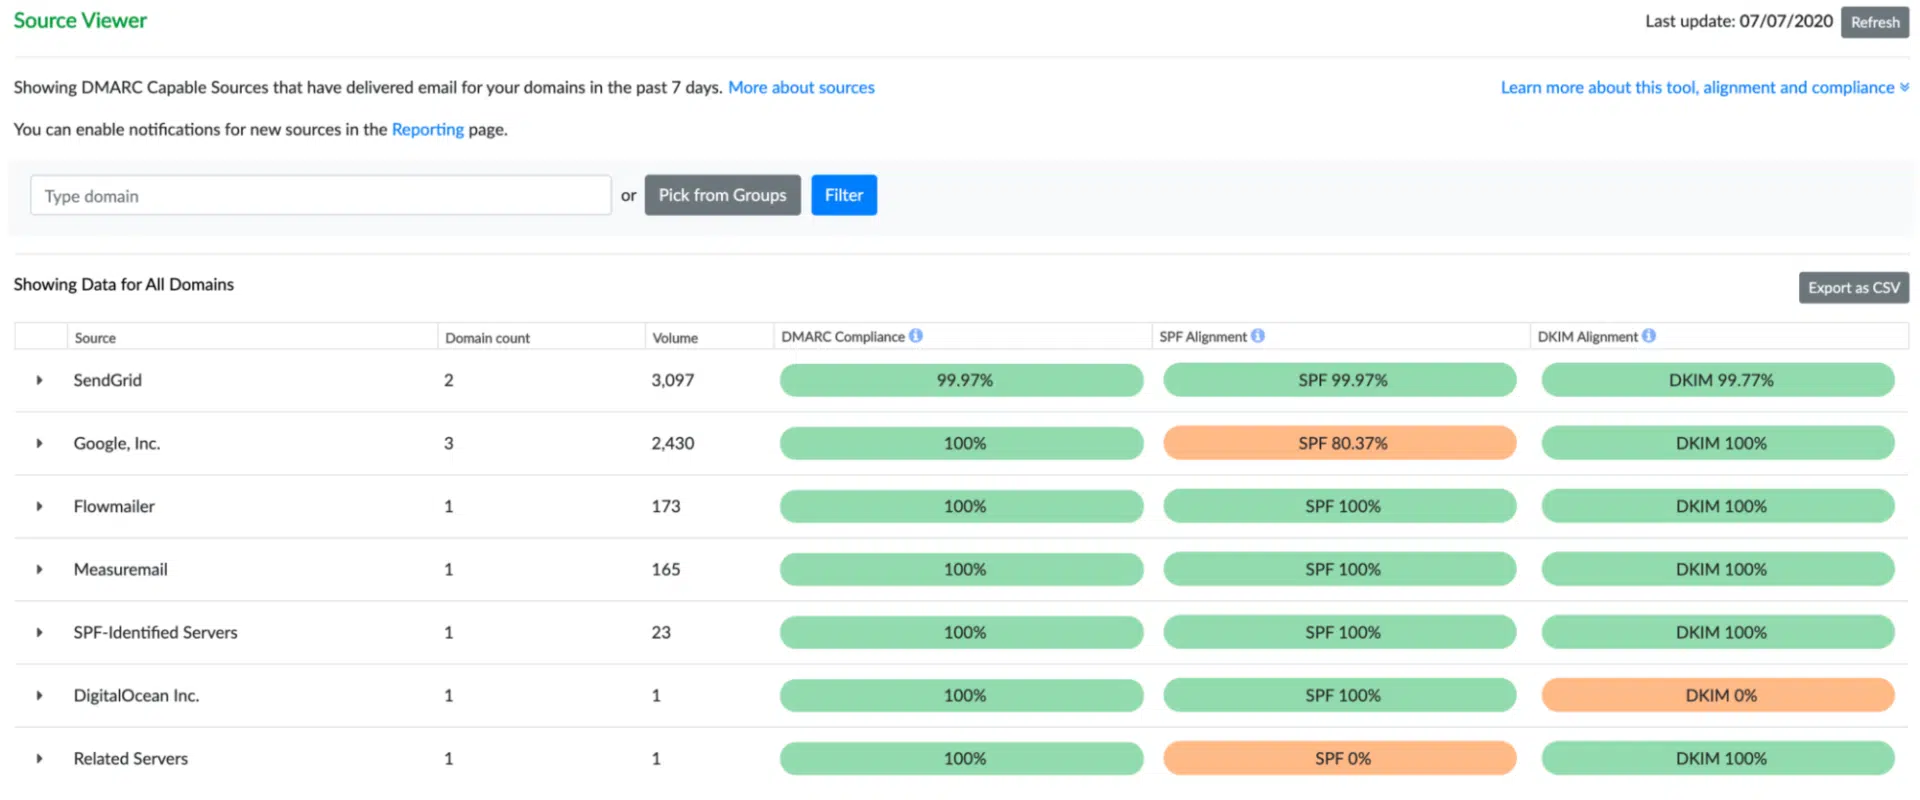 Source Viewer
Last update: 07/07/2020 Refresh
Showing DMARC Capable Sources that have delivered email for your domains in the past 7 days. More about sources
Learn more about this tool, alignment and compliance
You can enable notifications for new sources in the Reporting page.
Type domain or Pick from Groups Filter
Showing Data for All Domains
Export as CSV
Source Domain count Volume DMARC Compliance SPF Alignment DKIM Alignment
SendGrid 2 3,097 99.97% SPF 99.97% DKIM 99.77%
Google, Inc. 3 2,430 100% SPF 80.37% DKIM 100%
Flowmailer 1 173 100% SPF 100% DKIM 100%
Measuremail 1 165 100% SPF 100% DKIM 100%
SPF-Identified Servers 1 23 100% SPF 100% DKIM 100%
DigitalOcean Inc. 1 1 100% SPF 100% DKIM 0%
Related Servers 1 1 100% SPF 0% DKIM 100%